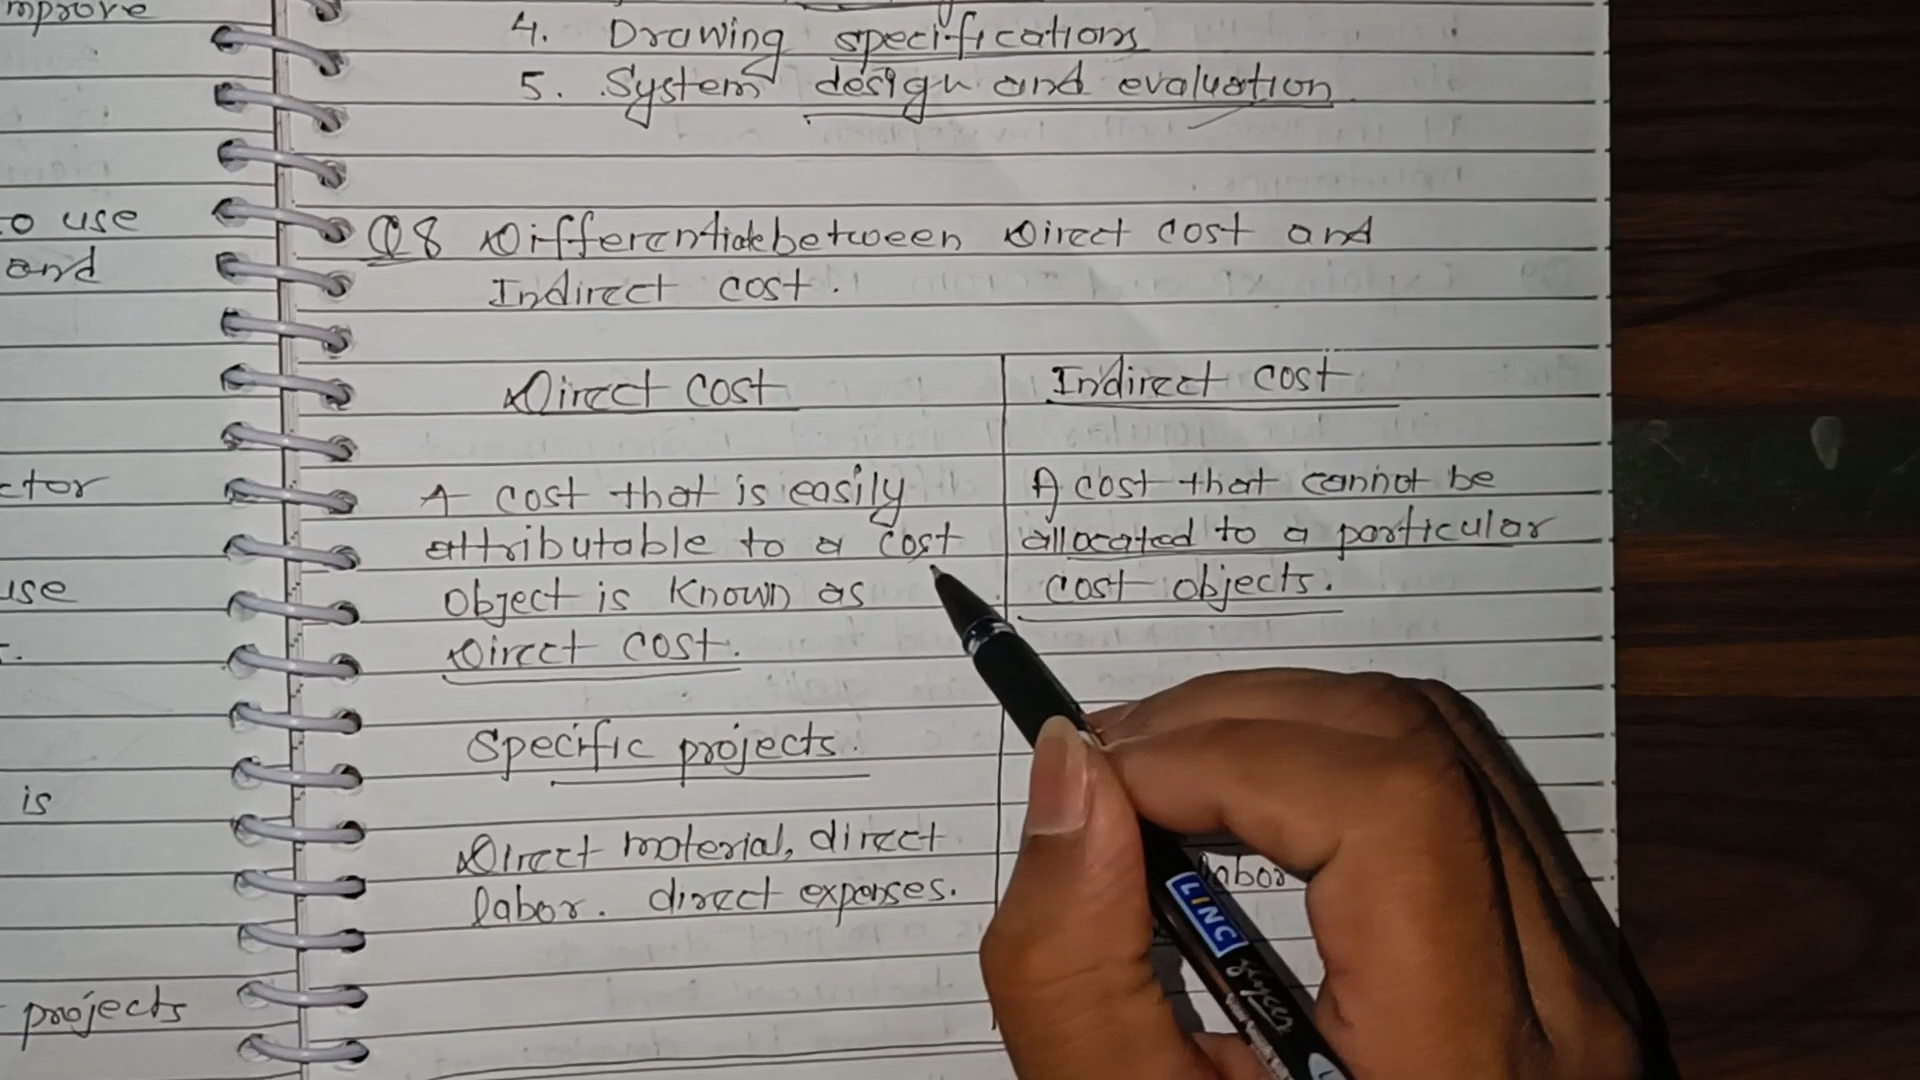 mprove
4. Drawing specifications
5. System design and evaluation
to use
and
Q8 Differentiate between Direct cost and
Indirect cost.
Direct cost
Indirect cost
ctor
A cost that is easily
attributable to a cost
object is known as
Direct cost.
A cost that cannot be
allocated to a particular
cost objects.
use
Specific projects.
is
Direct material, direct
labor. direct expenses.
labor
projects
LINC